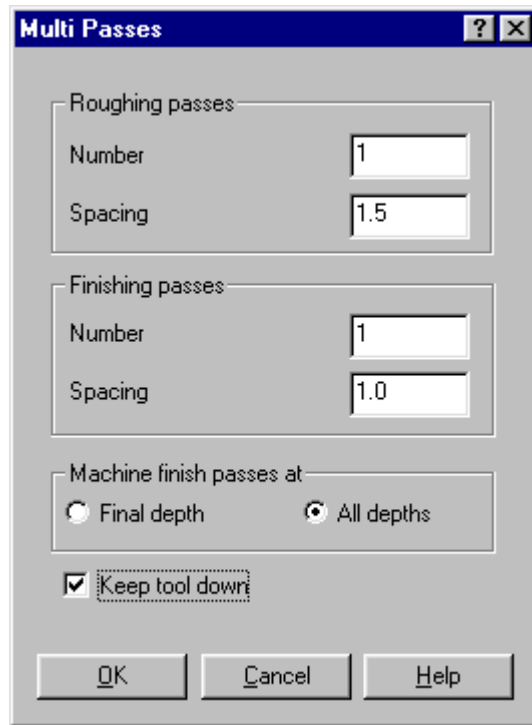 Multi Passes
Roughing passes
Number 1
Spacing 1.5
Finishing passes
Number 1
Spacing 1.0
Machine finish passes at
Final depth All depths
Keep tool down
OK Cancel Help